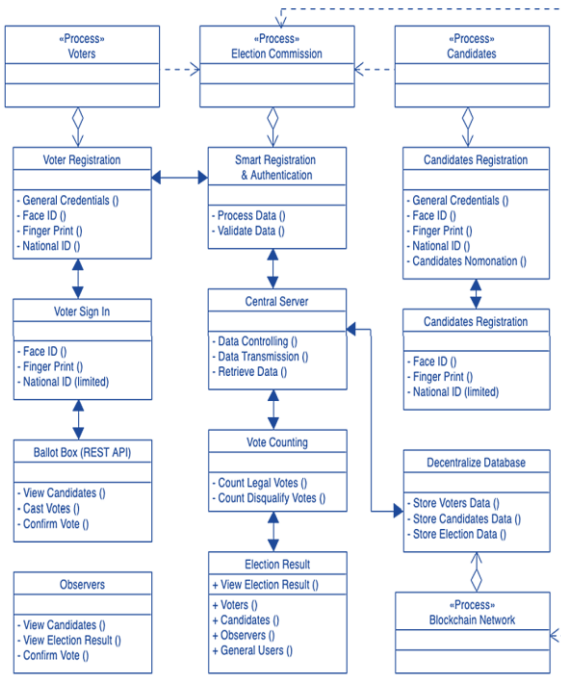 «Process»
Voters
«Process»
Election Commission
«Process»
Candidates
Voter Registration
- General Credentials ()
- Face ID ()
- Finger Print ()
- National ID ()
Smart Registration
& Authentication
- Process Data ()
- Validate Data ()
Candidates Registration
- General Credentials ()
- Face ID ()
- Finger Print ()
- National ID ()
- Candidates Nomonation ()
Voter Sign In
- Face ID ()
- Finger Print ()
- National ID (limited)
Central Server
- Data Controlling ()
- Data Transmission ()
- Retrieve Data ()
Candidates Registration
- Face ID ()
- Finger Print ()
- National ID (limited)
Ballot Box (REST API)
- View Candidates ()
- Cast Votes ()
- Confirm Vote ()
Vote Counting
- Count Legal Votes ()
- Count Disqualify Votes ()
Decentralize Database
- Store Voters Data ()
- Store Candidates Data ()
- Store Election Data ()
Observers
- View Candidates ()
- View Election Result ()
- Confirm Vote ()
Election Result
+ View Election Result ()
+ Voters ()
+ Candidates ()
+ Observers ()
+ General Users ()
«Process»
Blockchain Network